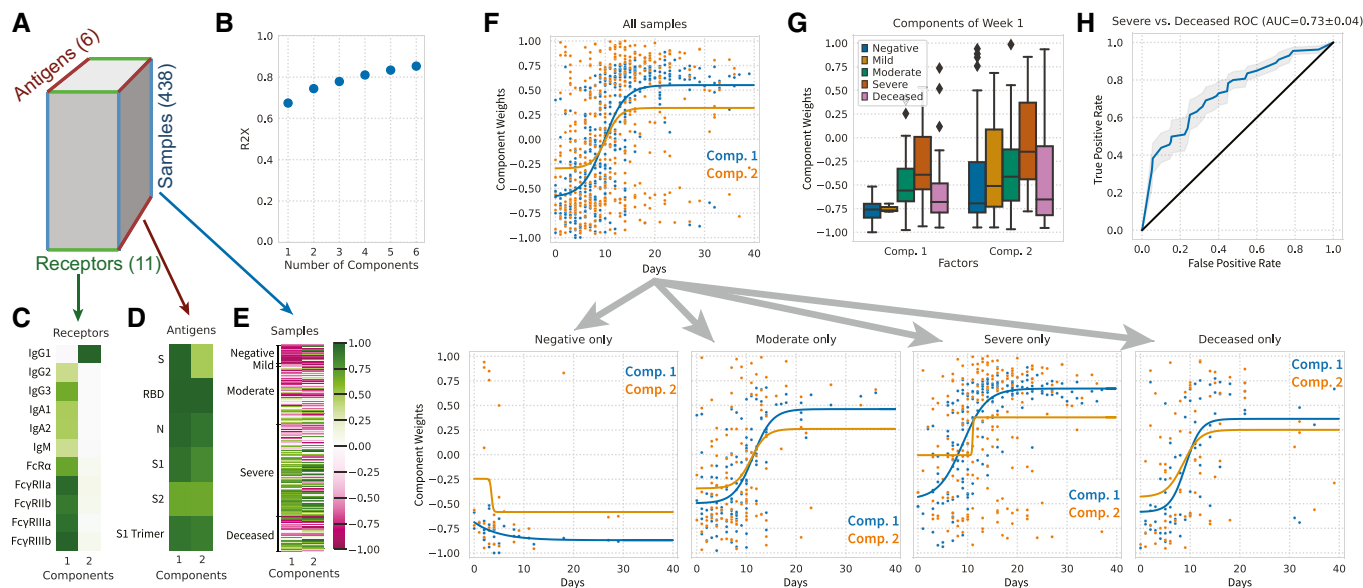 A
Antigens (6)
Samples (438)
Receptors (11)
B
R2X
1.0
0.8
0.6
0.4
0.2
0.0
1 2 3 4 5 6
Number of Components
C
Receptors
IgG1
IgG2
IgG3
IgA1
IgA2
IgM
FcRα
FcγRIIa
FcγRIIb
FcγRIIIa
FcγRIIIb
1 2
Components
D
Antigens
S
RBD
N
S1
S2
S1 Trimer
1 2
Components
E
Samples
Negative
Mild
Moderate
Severe
Deceased
1 2
Components
1.00
0.75
0.50
0.25
0.00
−0.25
−0.50
−0.75
−1.00
F
All samples
Component Weights
1.00
0.75
0.50
0.25
0.00
−0.25
−0.50
−0.75
−1.00
Comp. 1
Comp. 2
0 10 20 30 40
Days
G
Components of Week 1
Component Weights
1.00
0.75
0.50
0.25
0.00
−0.25
−0.50
−0.75
−1.00
Negative
Mild
Moderate
Severe
Deceased
Comp. 1 Comp. 2
Factors
H
Severe vs. Deceased ROC (AUC=0.73±0.04)
True Positive Rate
1.0
0.8
0.6
0.4
0.2
0.0
0.0 0.2 0.4 0.6 0.8 1.0
False Positive Rate
Negative only
Component Weights
1.00
0.75
0.50
0.25
0.00
−0.25
−0.50
−0.75
−1.00
Comp. 1
Comp. 2
0 10 20 30 40
Days
Moderate only
Comp. 1
Comp. 2
0 10 20 30 40
Days
Severe only
Comp. 1
Comp. 2
0 10 20 30 40
Days
Deceased only
Comp. 1
Comp. 2
0 10 20 30 40
Days